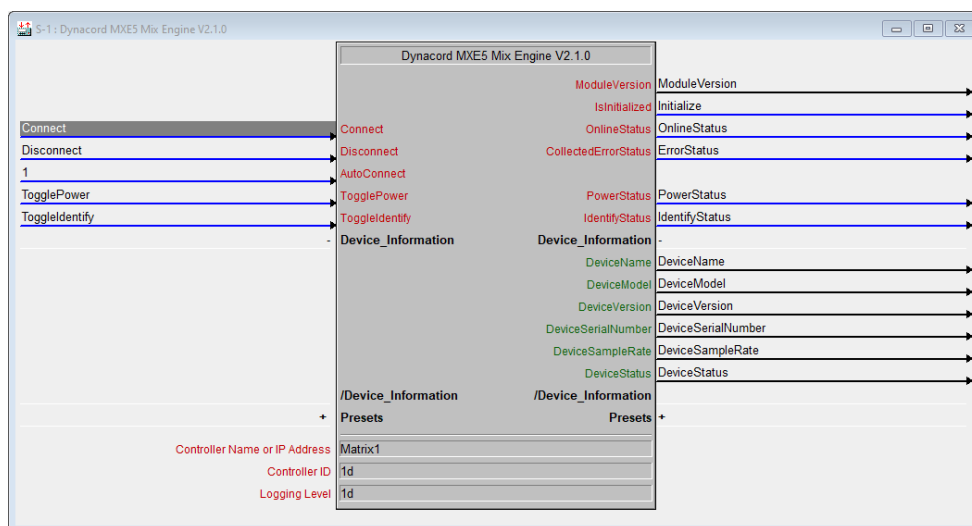 S-1 : Dynacord MXE5 Mix Engine V2.1.0
Dynacord MXE5 Mix Engine V2.1.0
ModuleVersion ModuleVersion
IsInitialized Initialize
Connect Connect OnlineStatus OnlineStatus
Disconnect Disconnect CollectedErrorStatus ErrorStatus
1 AutoConnect
TogglePower TogglePower PowerStatus PowerStatus
ToggleIdentify ToggleIdentify IdentifyStatus IdentifyStatus
- Device_Information Device_Information -
DeviceName DeviceName
DeviceModel DeviceModel
DeviceVersion DeviceVersion
DeviceSerialNumber DeviceSerialNumber
DeviceSampleRate DeviceSampleRate
DeviceStatus DeviceStatus
/Device_Information /Device_Information
+ Presets Presets +
Controller Name or IP Address Matrix1
Controller ID 1d
Logging Level 1d